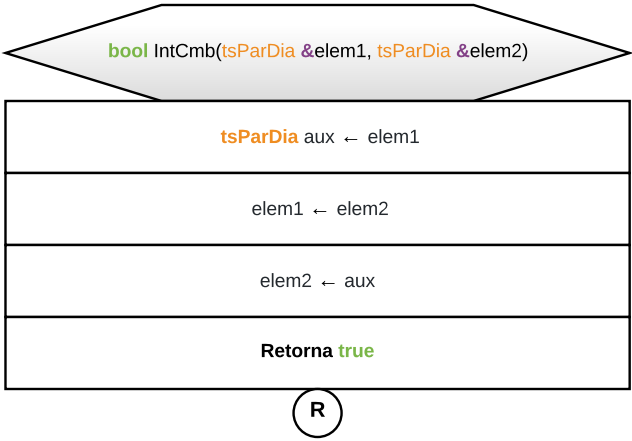 bool IntCmb(tsParDia &elem1, tsParDia &elem2)
tsParDia aux ← elem1
elem1 ← elem2
elem2 ← aux
Retorna true
R